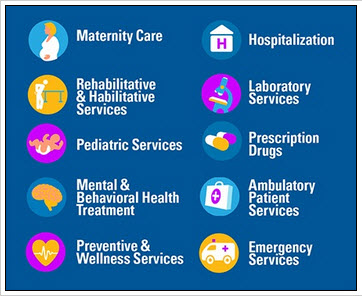 Maternity Care
Hospitalization
Rehabilitative
& Habilitative
Services
Laboratory
Services
Pediatric Services
Prescription
Drugs
Mental &
Behavioral Health
Treatment
Ambulatory
Patient
Services
Preventive &
Wellness Services
Emergency
Services
H